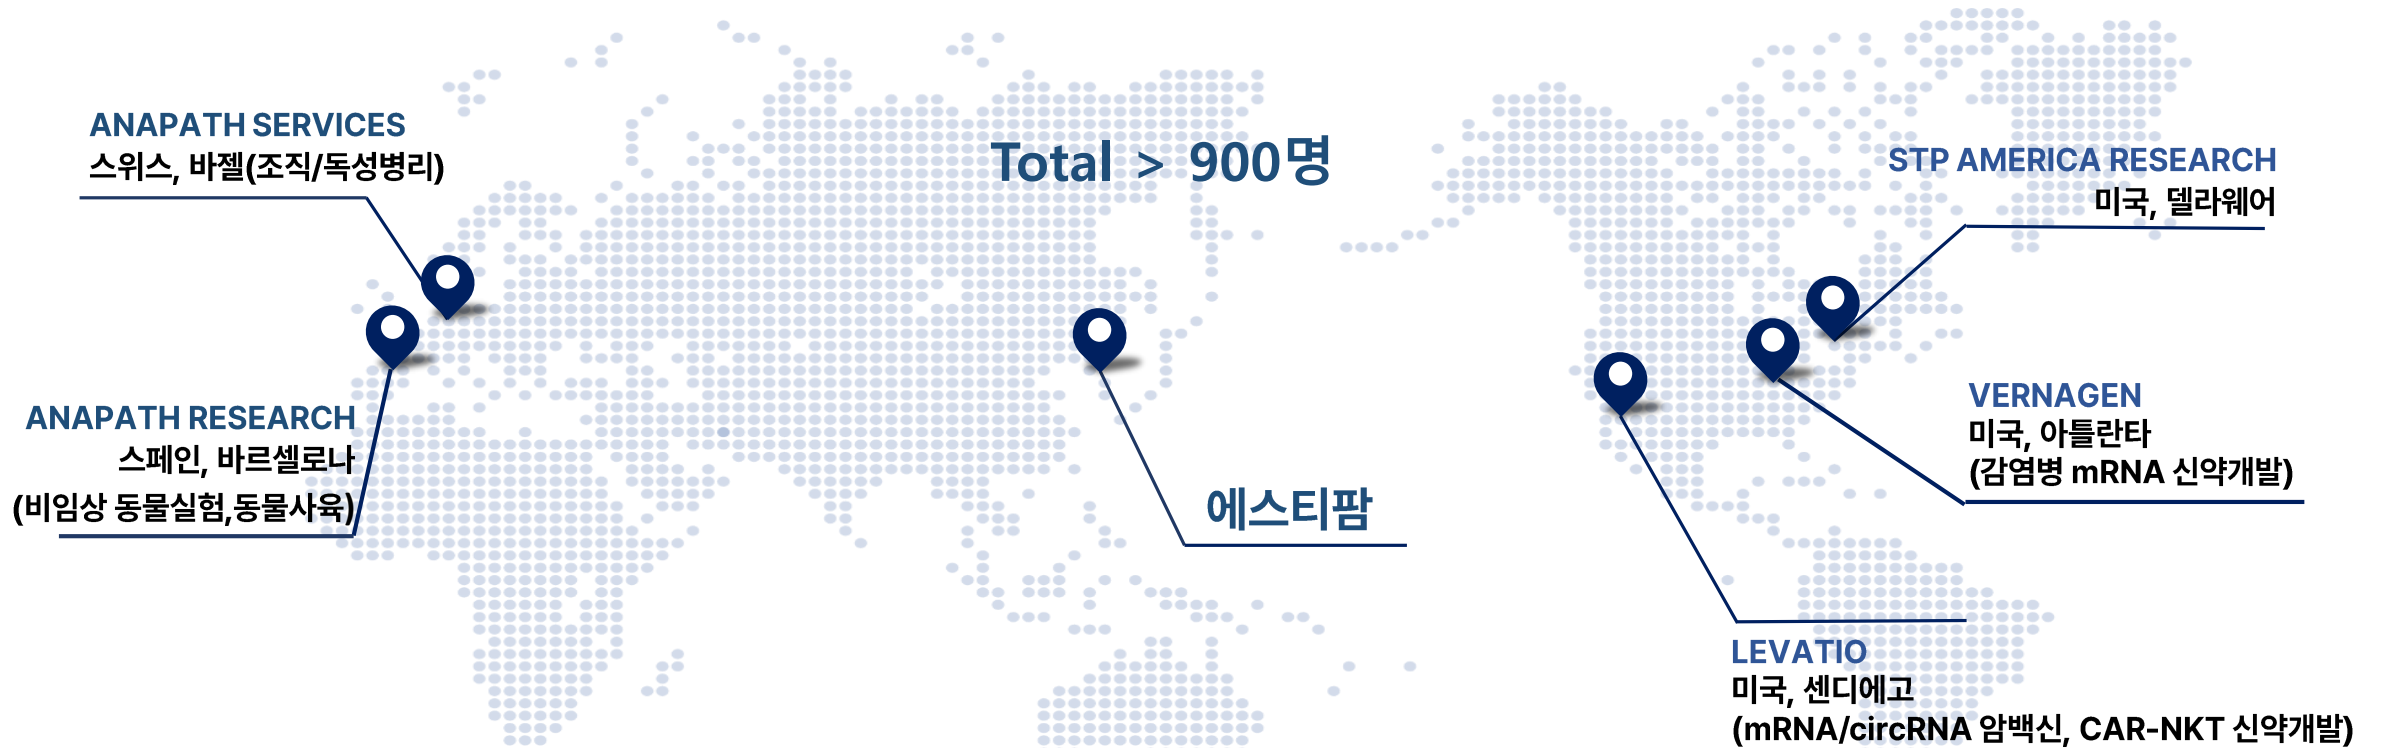 Total > 900명
ANAPATH SERVICES
스위스, 바젤(조직/독성병리)
ANAPATH RESEARCH
스페인, 바르셀로나
(비임상 동물실험,동물사육)
에스티팜
STP AMERICA RESEARCH
미국, 델라웨어
VERNAGEN
미국, 아틀란타
(감염병 mRNA 신약개발)
LEVATIO
미국, 센디에고
(mRNA/circRNA 암백신, CAR-NKT 신약개발)